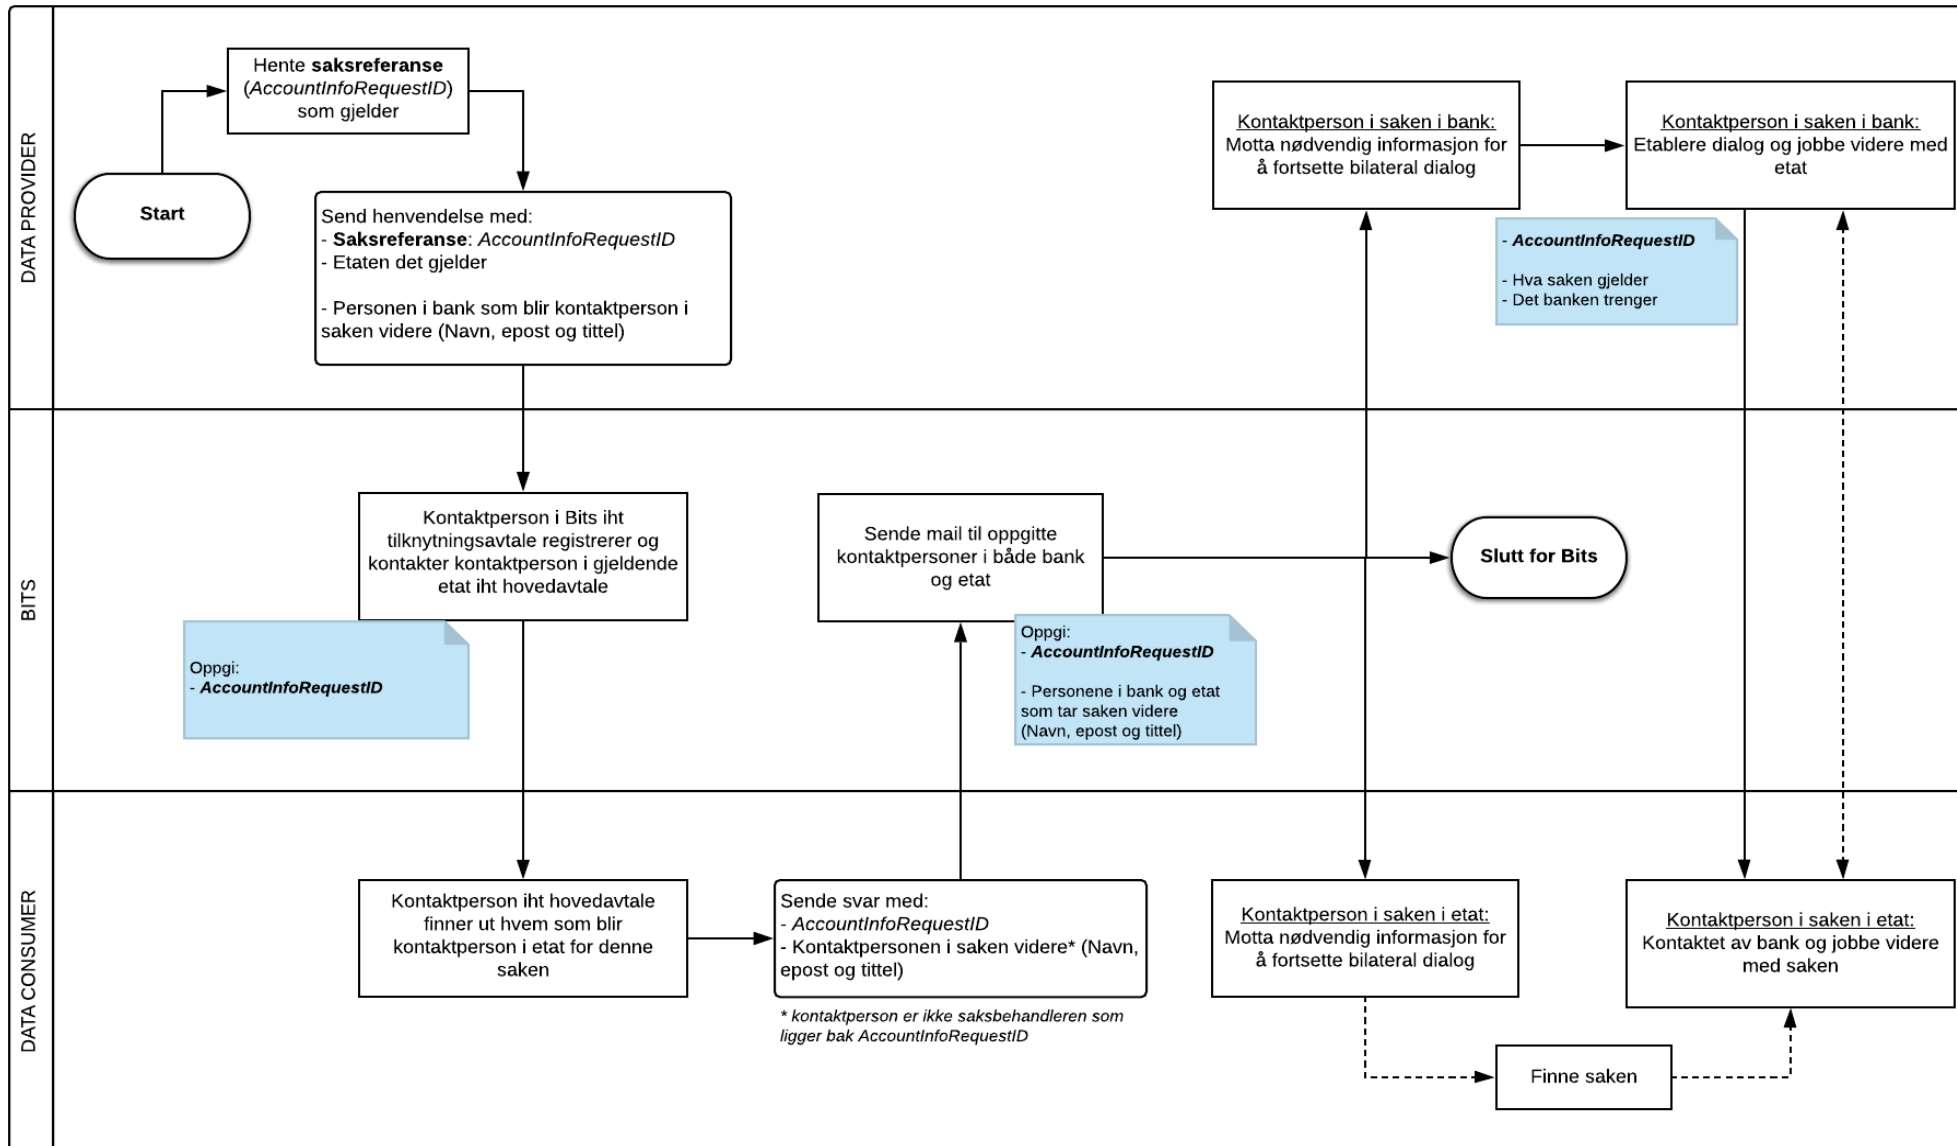 DATA PROVIDER
Start
Hente saksreferanse
(AccountInfoRequestID)
som gjelder
Send henvendelse med:
- Saksreferanse: AccountInfoRequestID
- Etaten det gjelder
- Personen i bank som blir kontaktperson i
saken videre (Navn, epost og tittel)
Kontaktperson i saken i bank:
Motta nødvendig informasjon for
å fortsette bilateral dialog
Kontaktperson i saken i bank:
Etablere dialog og jobbe videre med
etat
- AccountInfoRequestID
- Hva saken gjelder
- Det banken trenger
BITS
Kontaktperson i Bits iht
tilknytningsavtale registrerer og
kontakter kontaktperson i gjeldende
etat iht hovedavtale
Oppgi:
- AccountInfoRequestID
Sende mail til oppgitte
kontaktpersoner i både bank
og etat
Oppgi:
- AccountInfoRequestID
- Personene i bank og etat
som tar saken videre
(Navn, epost og tittel)
Slutt for Bits
DATA CONSUMER
Kontaktperson iht hovedavtale
finner ut hvem som blir
kontaktperson i etat for denne
saken
Sende svar med:
- AccountInfoRequestID
- Kontaktpersonen i saken videre* (Navn,
epost og tittel)
* kontaktperson er ikke saksbehandleren som
ligger bak AccountInfoRequestID
Kontaktperson i saken i etat:
Motta nødvendig informasjon for
å fortsette bilateral dialog
Finne saken
Kontaktperson i saken i etat:
Kontaktet av bank og jobbe videre
med saken